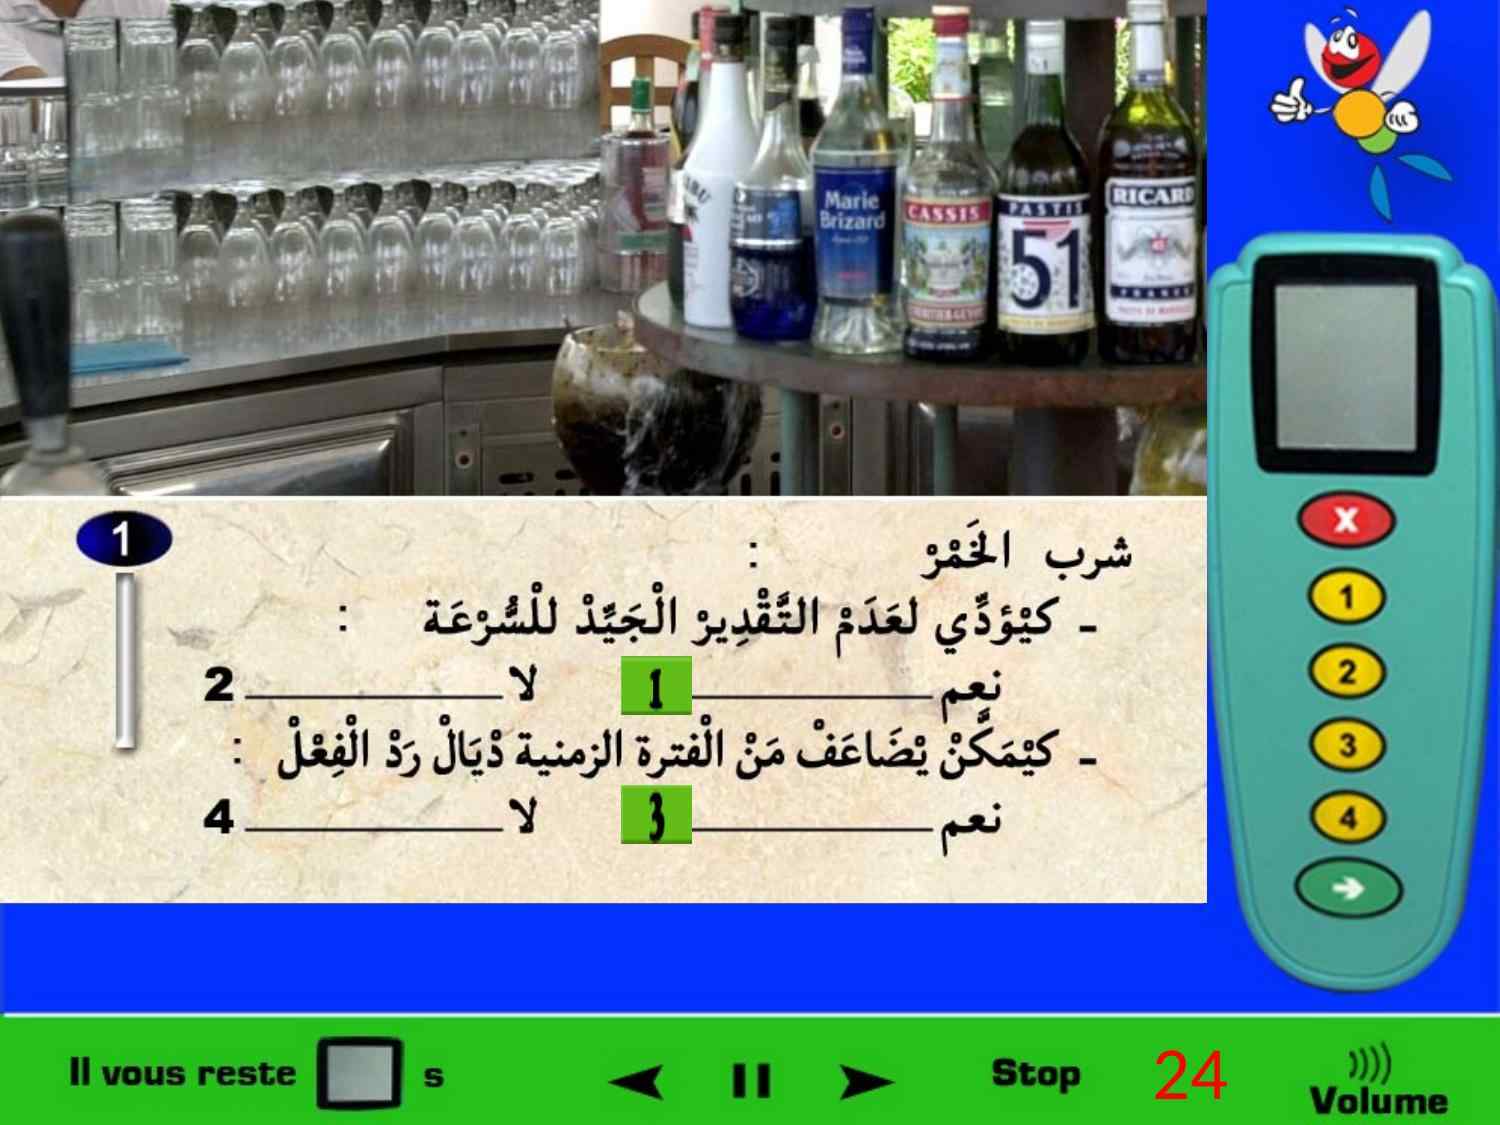 Marie
Brizard
CASSIS
PASTIS
51
RICARD
FRANCE
1
شرب الخَمْرْ :
- كيْؤدِّي لعَدَمْ التَّقْدِيرْ الْجَيِّدْ للْسُّرْعَة :
نعم 1 لا 2
- كيْمَكَّنْ يْضَاعَفْ مَنْ الْفترة الزمنية دْيَالْ رَدْ الْفِعْلْ :
نعم 3 لا 4
X
1
2
3
4
Il vous reste s
Stop
24
Volume